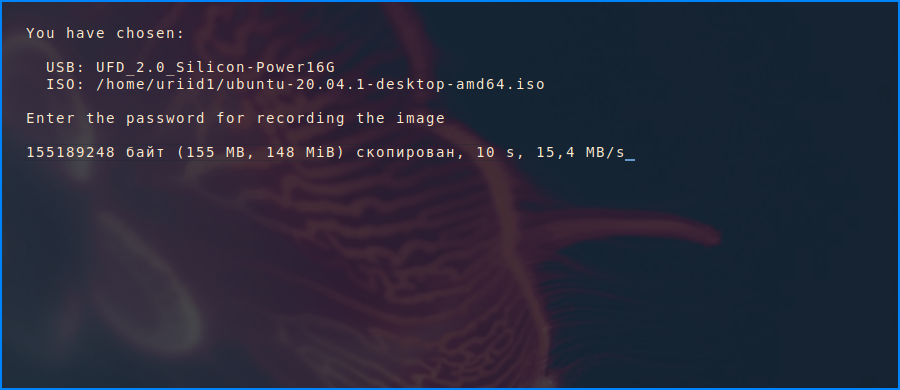 You have chosen:
USB: UFD_2.0_Silicon-Power16G
ISO: /home/uriid1/ubuntu-20.04.1-desktop-amd64.iso
Enter the password for recording the image
155189248 байт (155 MB, 148 MiB) скопирован, 10 s, 15,4 MB/s_